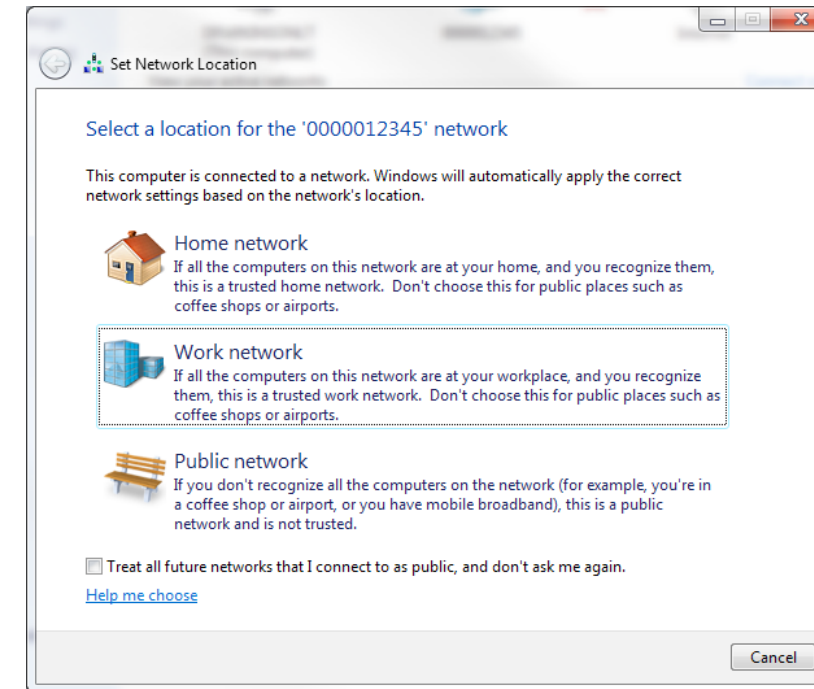 Set Network Location
Select a location for the '0000012345' network
This computer is connected to a network. Windows will automatically apply the correct
network settings based on the network's location.
Home network
If all the computers on this network are at your home, and you recognize them,
this is a trusted home network.  Don't choose this for public places such as
coffee shops or airports.
Work network
If all the computers on this network are at your workplace, and you recognize
them, this is a trusted work network.  Don't choose this for public places such as
coffee shops or airports.
Public network
If you don't recognize all the computers on the network (for example, you're in
a coffee shop or airport, or you have mobile broadband), this is a public
network and is not trusted.
Treat all future networks that I connect to as public, and don't ask me again.
Help me choose
Cancel